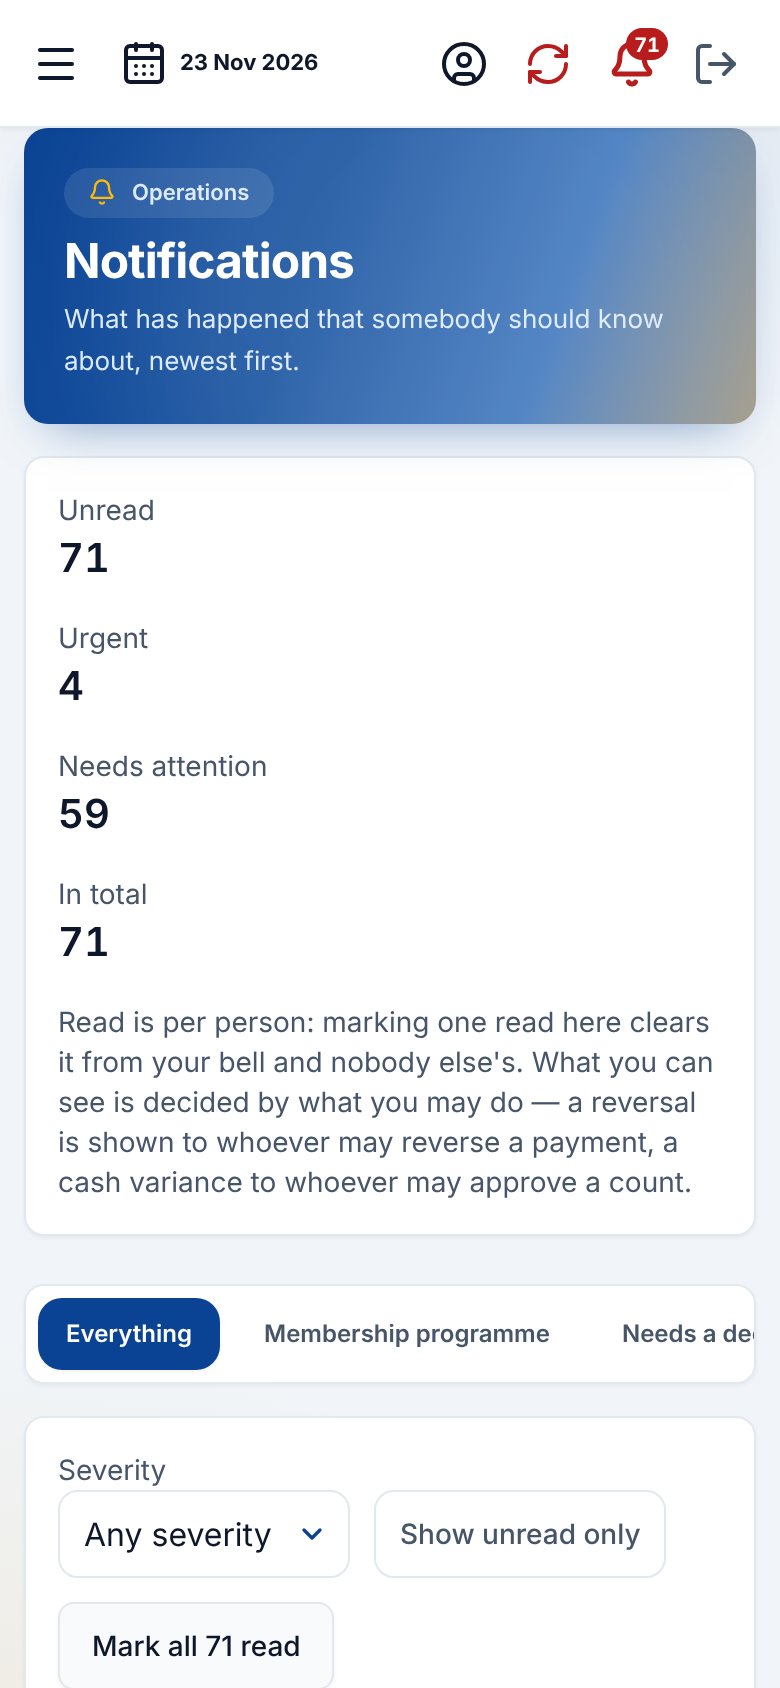 23 Nov 2026
71
Operations
Notifications
What has happened that somebody should know
about, newest first.
Unread
71
Urgent
4
Needs attention
59
In total
71
Read is per person: marking one read here clears
it from your bell and nobody else's. What you can
see is decided by what you may do — a reversal
is shown to whoever may reverse a payment, a
cash variance to whoever may approve a count.
Everything
Membership programme
Needs a
Severity
Any severity
Show unread only
Mark all 71 read